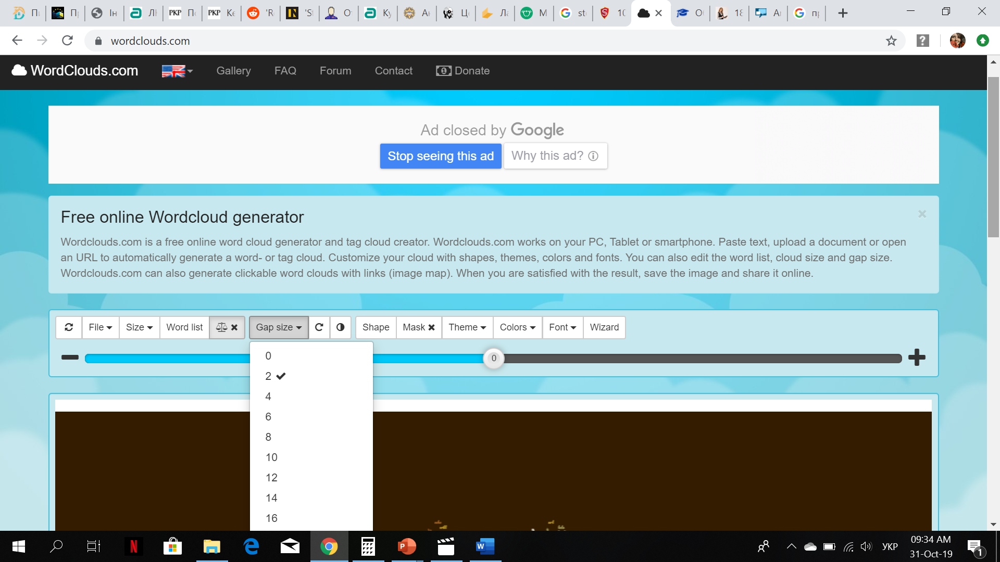 wordclouds.com
WordClouds.com Gallery FAQ Forum Contact Donate
Ad closed by Google
Stop seeing this ad Why this ad?
Free online Wordcloud generator
Wordclouds.com is a free online word cloud generator and tag cloud creator. Wordclouds.com works on your PC, Tablet or smartphone. Paste text, upload a document or open
an URL to automatically generate a word- or tag cloud. Customize your cloud with shapes, themes, colors and fonts. You can also edit the word list, cloud size and gap size.
Wordclouds.com can also generate clickable word clouds with links (image map). When you are satisfied with the result, save the image and share it online.
File Size Word list Gap size Shape Mask Theme Colors Font Wizard
0
0
2
4
6
8
10
12
14
16
09:34 AM
УКР
31-Oct-19
1